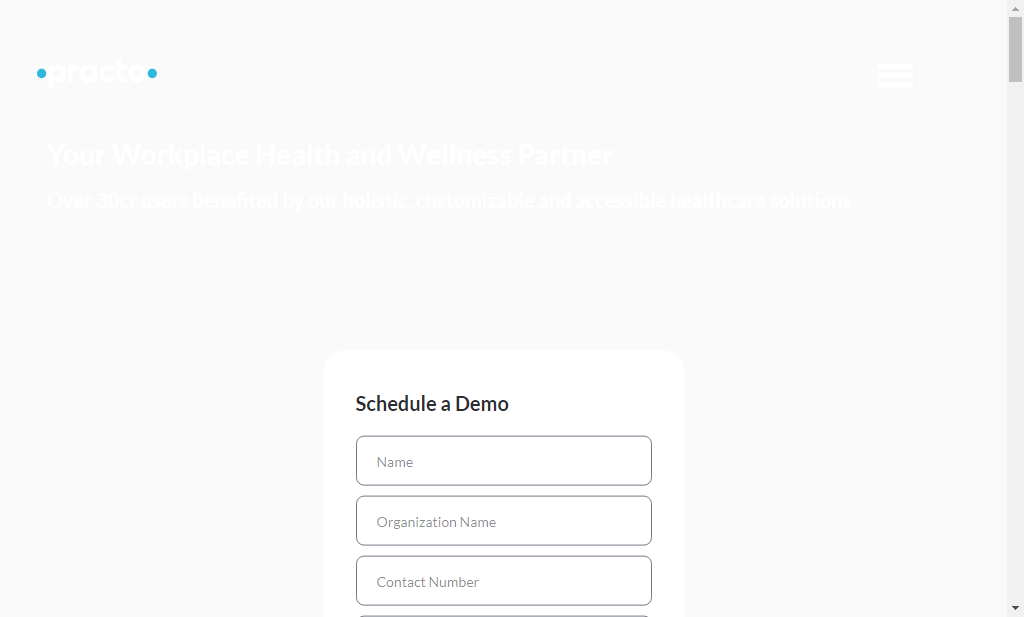 practo
Your Workplace Health and Wellness Partner
Over 30cr users benefited by our holistic, customizable and accessible healthcare solutions
Schedule a Demo
Name
Organization Name
Contact Number